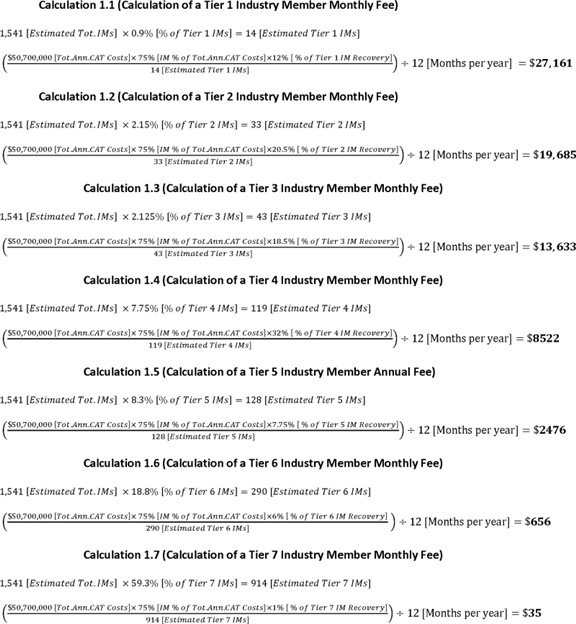 Calculation 1.1 (Calculation of a Tier 1 Industry Member Monthly Fee)
1,541 [Estimated Tot. IMs] × 0.9% [% of Tier 1 IMs] = 14 [Estimated Tier 1 IMs]
($50,700,000 [Tot.Ann.CAT Costs]×75% [IM % of Tot.Ann.CAT Costs]×12% [% of Tier 1 IM Recovery] / 14 [Estimated Tier 1 IMs]) ÷ 12 [Months per year] = $27,161
Calculation 1.2 (Calculation of a Tier 2 Industry Member Monthly Fee)
1,541 [Estimated Tot. IMs] × 2.15% [% of Tier 2 IMs] = 33 [Estimated Tier 2 IMs]
($50,700,000 [Tot.Ann.CAT Costs]×75% [IM % of Tot.Ann.CAT Costs]×20.5% [% of Tier 2 IM Recovery] / 33 [Estimated Tier 2 IMs]) ÷ 12 [Months per year] = $19,685
Calculation 1.3 (Calculation of a Tier 3 Industry Member Monthly Fee)
1,541 [Estimated Tot. IMs] × 2.125% [% of Tier 3 IMs] = 43 [Estimated Tier 3 IMs]
($50,700,000 [Tot.Ann.CAT Costs]×75% [IM % of Tot.Ann.CAT Costs]×18.5% [% of Tier 3 IM Recovery] / 43 [Estimated Tier 3 IMs]) ÷ 12 [Months per year] = $13,633
Calculation 1.4 (Calculation of a Tier 4 Industry Member Monthly Fee)
1,541 [Estimated Tot. IMs] × 7.75% [% of Tier 4 IMs] = 119 [Estimated Tier 4 IMs]
($50,700,000 [Tot.Ann.CAT Costs]×75% [IM % of Tot.Ann.CAT Costs]×32% [% of Tier 4 IM Recovery] / 119 [Estimated Tier 4 IMs]) ÷ 12 [Months per year] = $8522
Calculation 1.5 (Calculation of a Tier 5 Industry Member Annual Fee)
1,541 [Estimated Tot. IMs] × 8.3% [% of Tier 5 IMs] = 128 [Estimated Tier 5 IMs]
($50,700,000 [Tot.Ann.CAT Costs]×75% [IM % of Tot.Ann.CAT Costs]×7.75% [% of Tier 5 IM Recovery] / 128 [Estimated Tier 5 IMs]) ÷ 12 [Months per year] = $2476
Calculation 1.6 (Calculation of a Tier 6 Industry Member Monthly Fee)
1,541 [Estimated Tot. IMs] × 18.8% [% of Tier 6 IMs] = 290 [Estimated Tier 6 IMs]
($50,700,000 [Tot.Ann.CAT Costs]×75% [IM % of Tot.Ann.CAT Costs]×6% [% of Tier 6 IM Recovery] / 290 [Estimated Tier 6 IMs]) ÷ 12 [Months per year] = $656
Calculation 1.7 (Calculation of a Tier 7 Industry Member Monthly Fee)
1,541 [Estimated Tot. IMs] × 59.3% [% of Tier 7 IMs] = 914 [Estimated Tier 7 IMs]
($50,700,000 [Tot.Ann.CAT Costs]×75% [IM % of Tot.Ann.CAT Costs]×1% [% of Tier 7 IM Recovery] / 914 [Estimated Tier 7 IMs]) ÷ 12 [Months per year] = $35